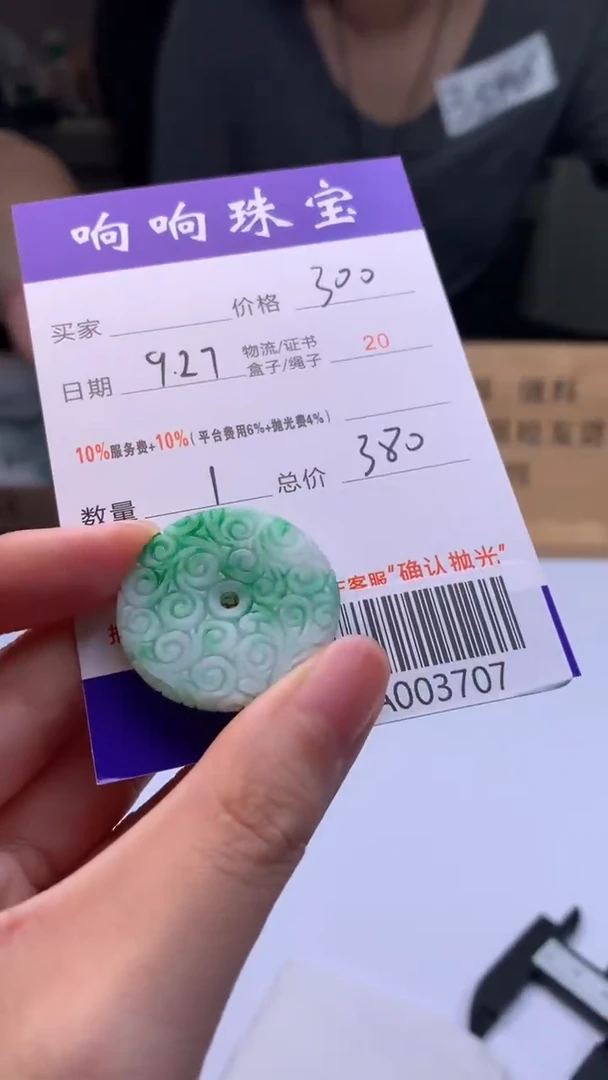 响响珠宝
买家 价格 300
日期 9.27 物流/证书 盒子/绳子 20
10%服务费+10%(平台费用6%+抛光费4%)
数量 1 总价 380
客服"确认抛光"
A003707